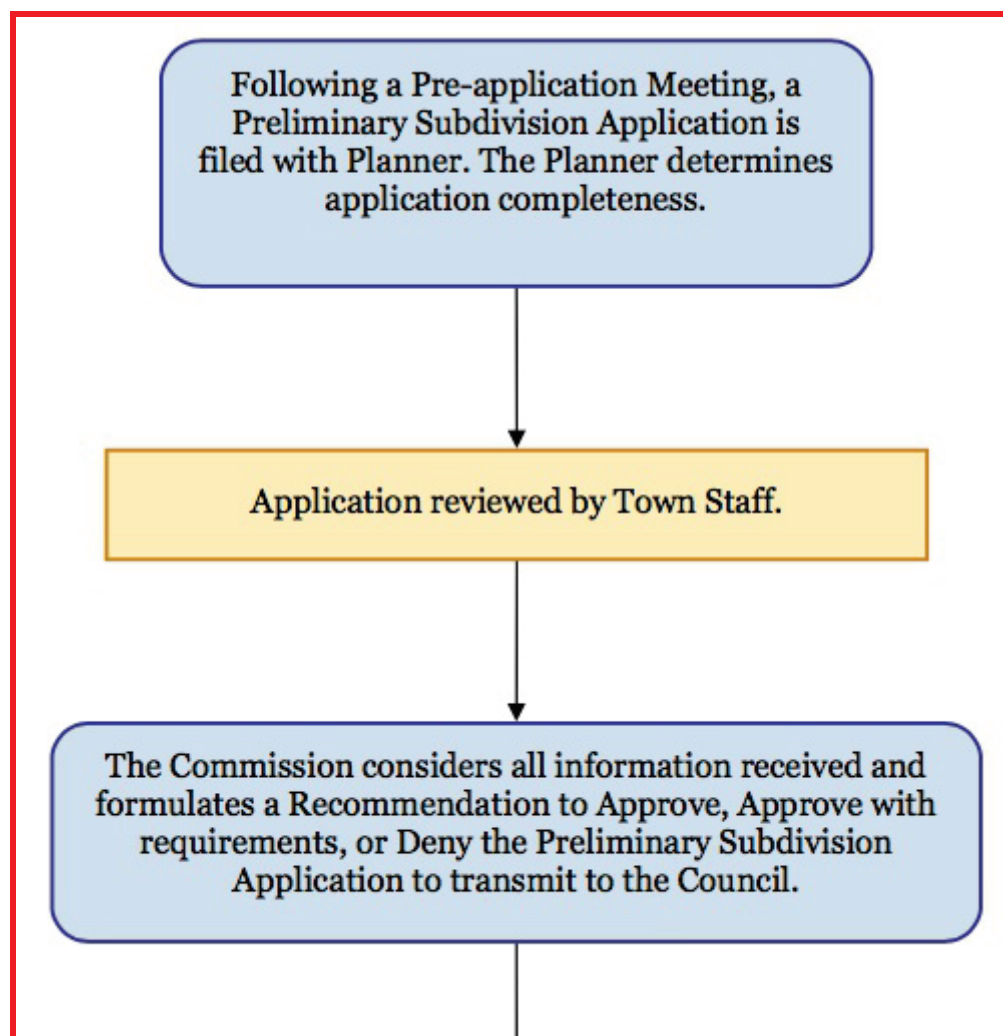 Following a Pre-application Meeting, a
Preliminary Subdivision Application is
filed with Planner. The Planner determines
application completeness.
Application reviewed by Town Staff.
The Commission considers all information received and
formulates a Recommendation to Approve, Approve with
requirements, or Deny the Preliminary Subdivision
Application to transmit to the Council.